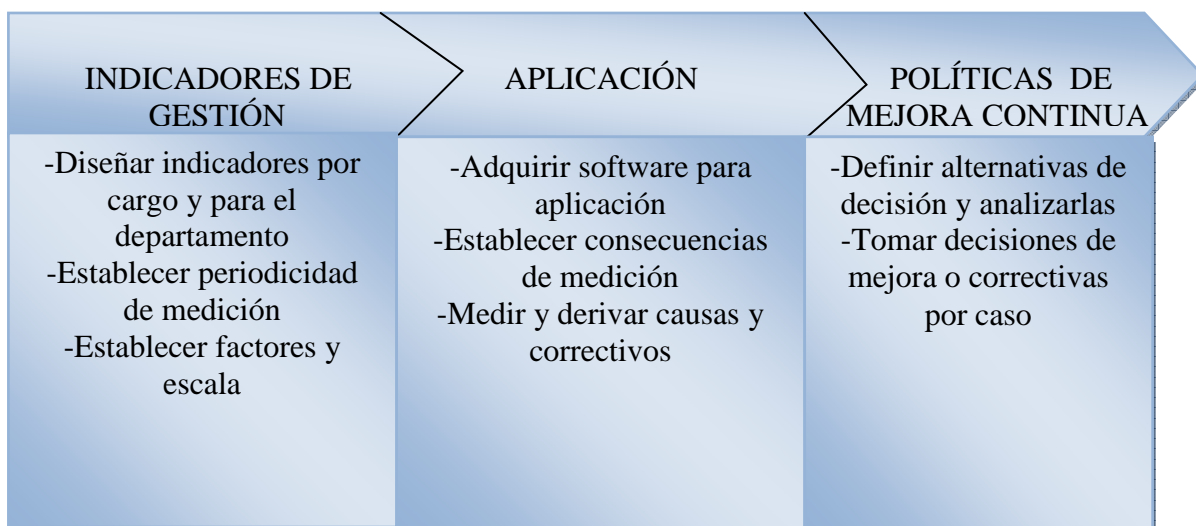 INDICADORES DE
GESTIÓN
APLICACIÓN
POLÍTICAS DE
MEJORA CONTINUA
-Diseñar indicadores por
cargo y para el
departamento
-Establecer periodicidad
de medición
-Establecer factores y
escala
-Adquirir software para
aplicación
-Establecer consecuencias
de medición
-Medir y derivar causas y
correctivos
-Definir alternativas de
decisión y analizarlas
-Tomar decisiones de
mejora o correctivas
por caso